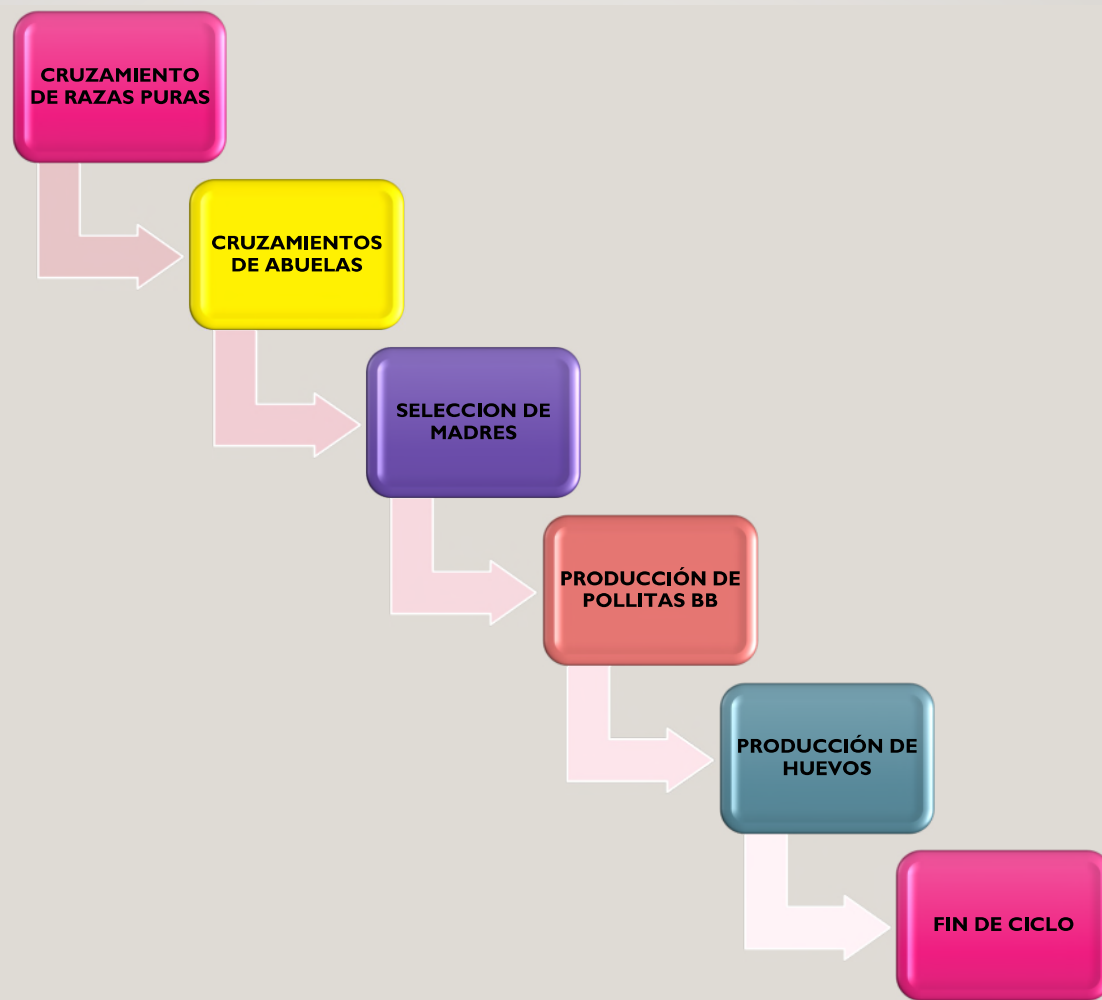 CRUZAMIENTO
DE RAZAS PURAS
CRUZAMIENTOS
DE ABUELAS
SELECCION DE
MADRES
PRODUCCIÓN DE
POLLITAS BB
PRODUCCIÓN DE
HUEVOS
FIN DE CICLO